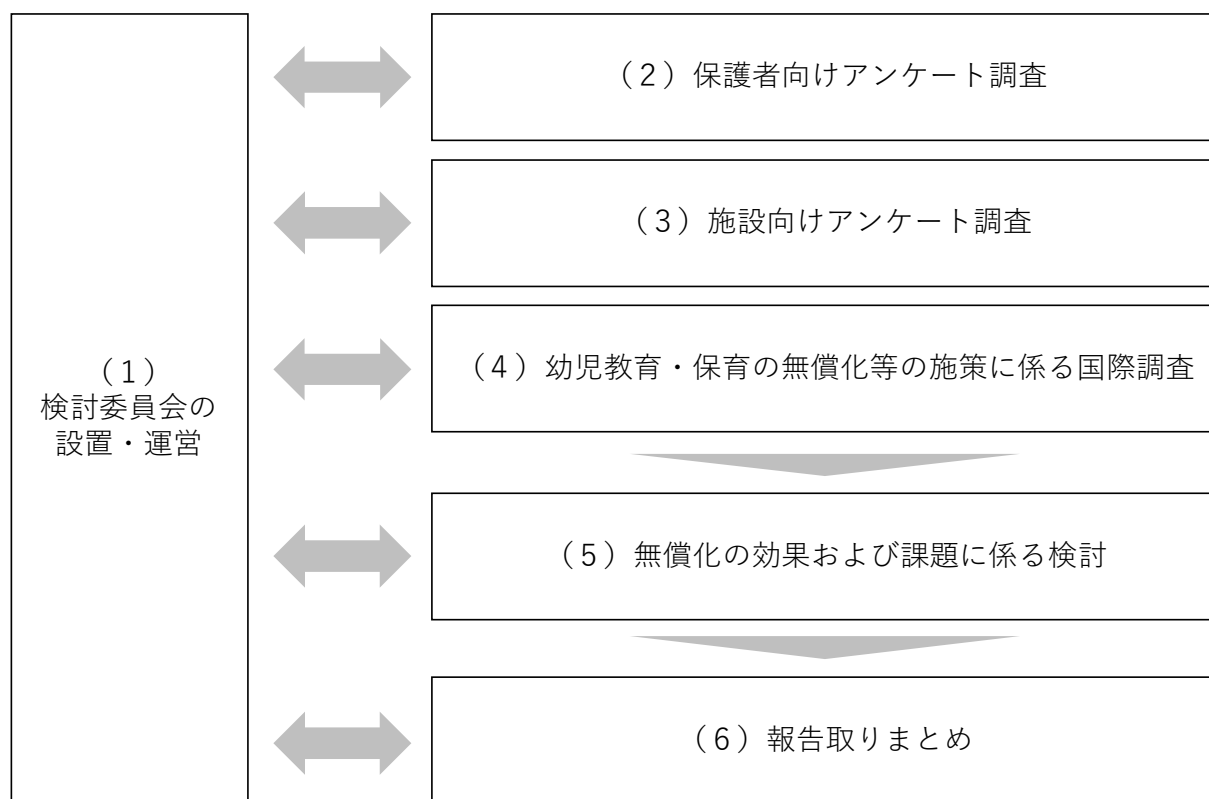 （１）
検討委員会の
設置・運営
（２）保護者向けアンケート調査
（３）施設向けアンケート調査
（４）幼児教育・保育の無償化等の施策に係る国際調査
（５）無償化の効果および課題に係る検討
（６）報告取りまとめ